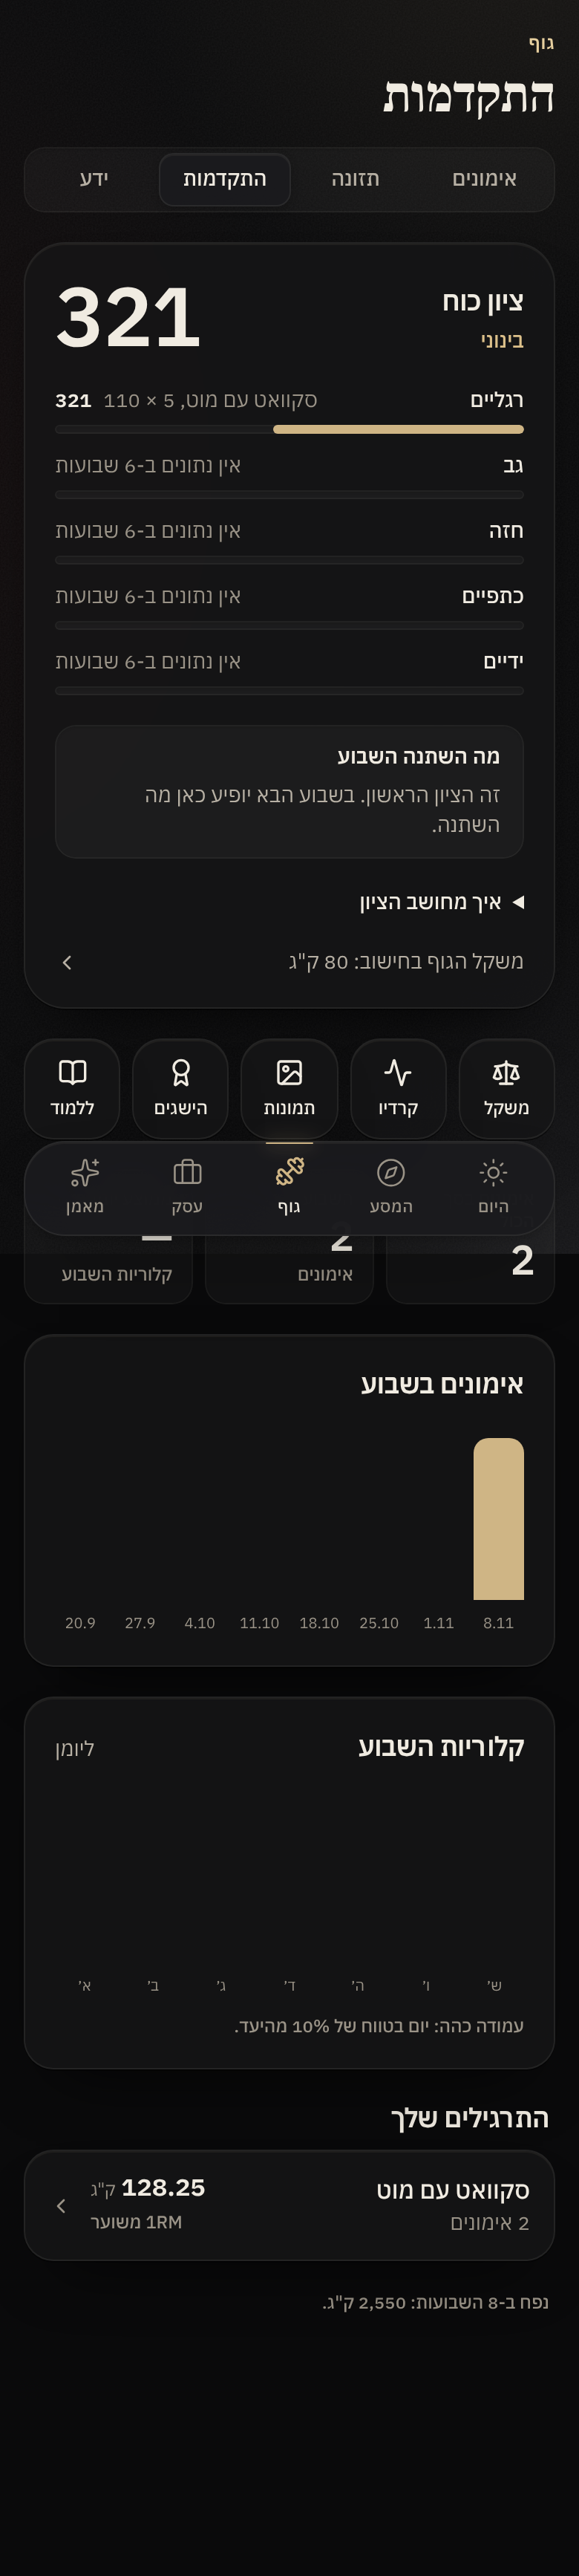 גוף
התקדמות
אימונים תזונה התקדמות ידע
ציון כוח 321
בינוני
רגליים סקוואט עם מוט, 5 × 110 321
גב אין נתונים ב-6 שבועות
חזה אין נתונים ב-6 שבועות
כתפיים אין נתונים ב-6 שבועות
ידיים אין נתונים ב-6 שבועות
מה השתנה השבוע
זה הציון הראשון. בשבוע הבא יופיע כאן מה
השתנה.
איך מחושב הציון
משקל הגוף בחישוב: 80 ק"ג
משקל קרדיו תמונות הישגים ללמוד
היום המסע גוף עסק מאמן
2 2
אימונים קלוריות השבוע
אימונים בשבוע
8.11 1.11 25.10 18.10 11.10 4.10 27.9 20.9
קלוריות השבוע ליומן
ש׳ ו׳ ה׳ ד׳ ג׳ ב׳ א׳
עמודה כהה: יום בטווח של 10% מהיעד.
התרגילים שלך
סקוואט עם מוט 128.25 ק"ג
2 אימונים 1RM משוער
נפח ב-8 השבועות: 2,550 ק"ג.